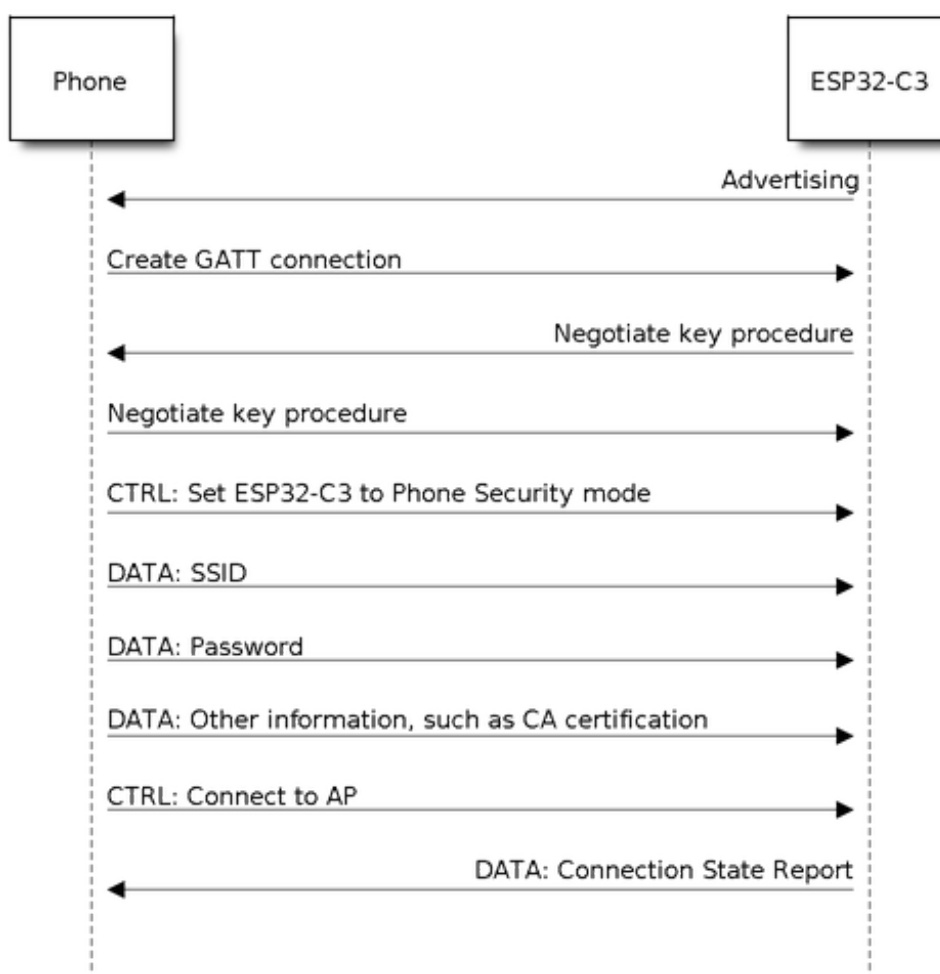 Phone
ESP32-C3
Advertising
Create GATT connection
Negotiate key procedure
Negotiate key procedure
CTRL: Set ESP32-C3 to Phone Security mode
DATA: SSID
DATA: Password
DATA: Other information, such as CA certification
CTRL: Connect to AP
DATA: Connection State Report